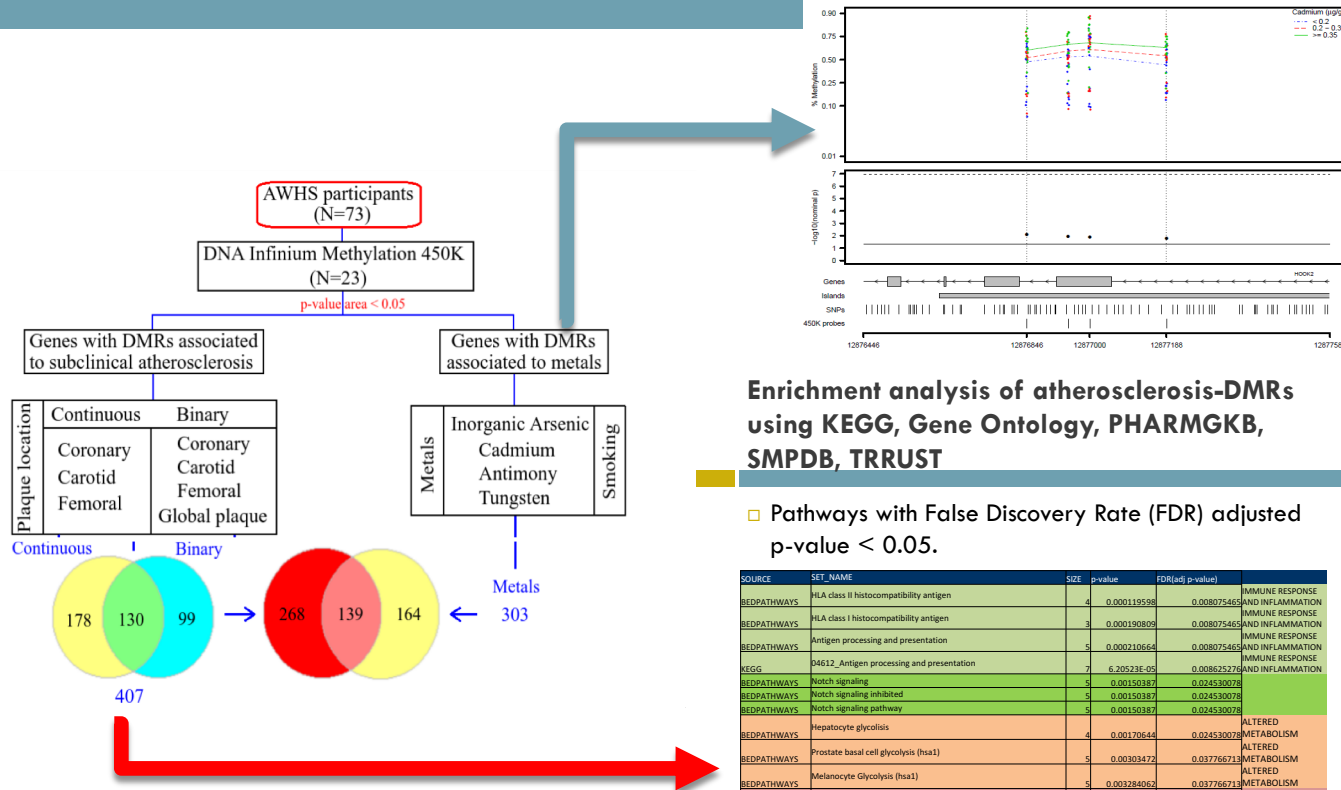 AWHS participants
(N=73)
DNA Infinium Methylation 450K
(N=23)
p-value area < 0.05
Genes with DMRs associated
to subclinical atherosclerosis
Genes with DMRs
associated to metals
Plaque location
Continuous Binary
Coronary
Carotid
Femoral
Coronary
Carotid
Femoral
Global plaque
Metals
Inorganic Arsenic
Cadmium
Antimony
Tungsten
Smoking
Continuous Binary
178 130 99
407
268 139 164
Metals
303
Cadmium (µg/g
< 0.2
0.2 − 0.3
>= 0.35
% Methylation
0.90
0.75
0.50
0.25
0.10
0.01
−log10(nominal p)
7
6
5
4
3
2
1
0
Genes
HOOK2
Islands
SNPs
450K probes
12876446 12876846 12877000 12877188 1287758
Enrichment analysis of atherosclerosis-DMRs
using KEGG, Gene Ontology, PHARMGKB,
SMPDB, TRRUST
Pathways with False Discovery Rate (FDR) adjusted
p-value < 0.05.
SOURCE SET_NAME SIZE p-value FDR(adj p-value)
BEDPATHWAYS HLA class II histocompatibility antigen 4 0.000119598 0.008075465 IMMUNE RESPONSE AND INFLAMMATION
BEDPATHWAYS HLA class I histocompatibility antigen 3 0.000190809 0.008075465 IMMUNE RESPONSE AND INFLAMMATION
BEDPATHWAYS Antigen processing and presentation 5 0.000210664 0.008075465 IMMUNE RESPONSE AND INFLAMMATION
KEGG 04612_Antigen processing and presentation 7 6.20523E-05 0.008625276 IMMUNE RESPONSE AND INFLAMMATION
BEDPATHWAYS Notch signaling 5 0.00150387 0.024530078
BEDPATHWAYS Notch signaling inhibited 5 0.00150387 0.024530078
BEDPATHWAYS Notch signaling pathway 5 0.00150387 0.024530078
BEDPATHWAYS Hepatocyte glycolisis 4 0.00170644 0.024530078 ALTERED METABOLISM
BEDPATHWAYS Prostate basal cell glycolysis (hsa1) 5 0.00303472 0.037766713 ALTERED METABOLISM
BEDPATHWAYS Melanocyte Glycolysis (hsa1) 5 0.003284062 0.037766713 ALTERED METABOLISM